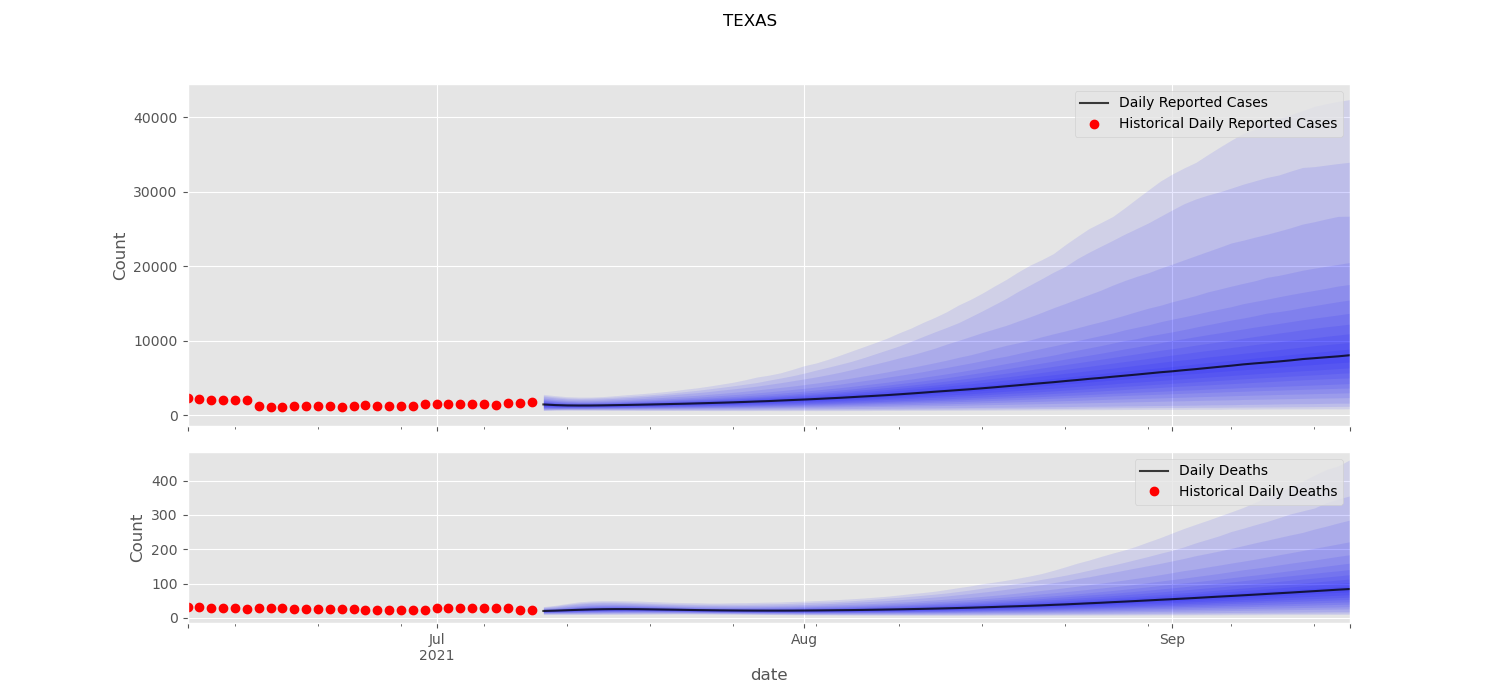 TEXAS
Daily Reported Cases
Historical Daily Reported Cases
40000
30000
20000
10000
0
Count
Daily Deaths
Historical Daily Deaths
400
300
200
100
0
Count
Jul
2021
Aug
Sep
date